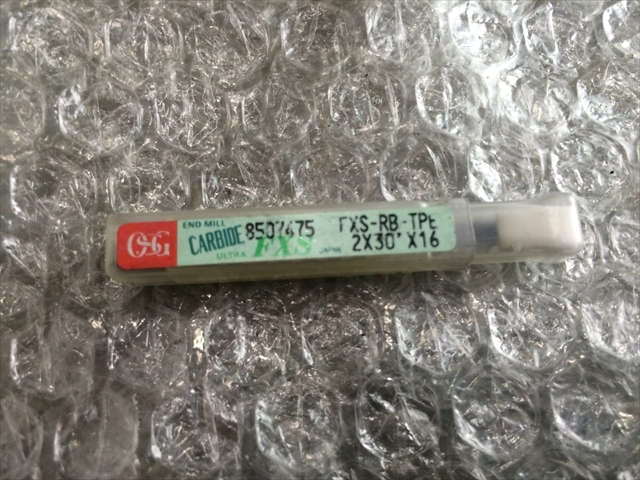 OSG
END MILL
CARBIDE 8507475 FXS-RB-TPE
ULTRA FXS JAPAN 2X30°X16